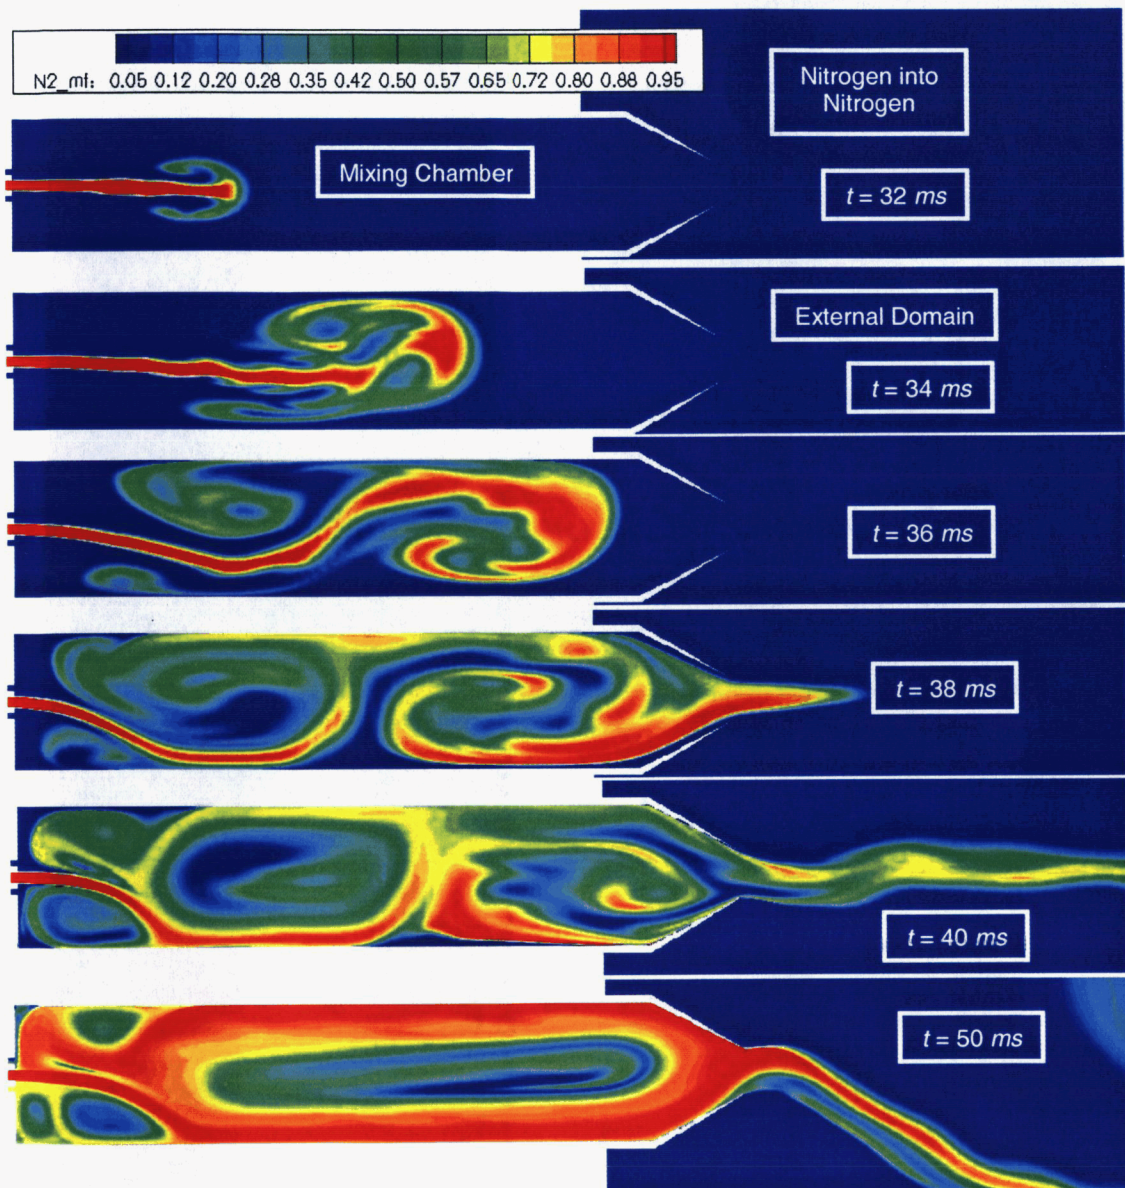 N2_mf: 0.05 0.12 0.20 0.28 0.35 0.42 0.50 0.57 0.65 0.72 0.80 0.88 0.95
Nitrogen into
Nitrogen
Mixing Chamber
t = 32 ms
External Domain
t = 34 ms
t = 36 ms
t = 38 ms
t = 40 ms
t = 50 ms